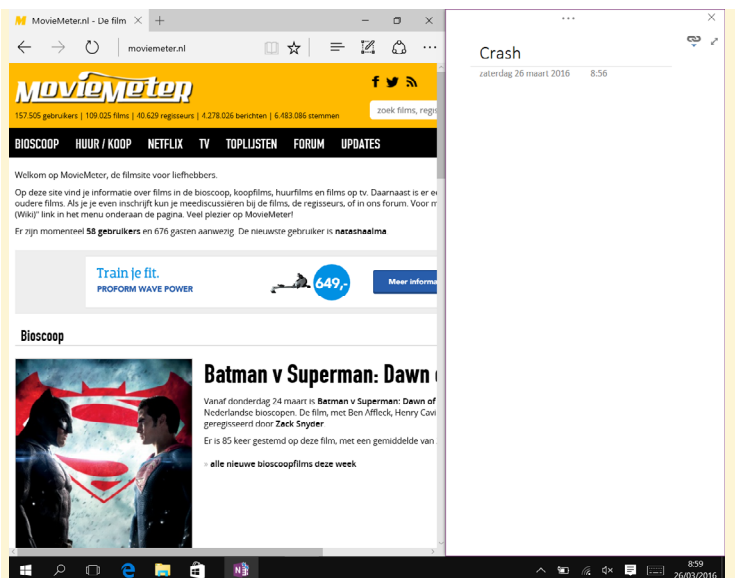 MovieMeter.nl - De film
moviemeter.nl
MovieMeter
157.505 gebruikers | 109.025 films | 40.629 regisseurs | 4.278.026 berichten | 6.483.086 stemmen
zoek films, regis
BIOSCOOP HUUR / KOOP NETFLIX TV TOPLIJSTEN FORUM UPDATES
Welkom op MovieMeter, de filmsite voor liefhebbers.
Op deze site vind je informatie over films in de bioscoop, koopfilms, huurfilms en films op tv. Daarnaast is er e
oudere films. Als je je even inschrijft kun je meediscussiëren bij de films, de regisseurs, of in ons forum. Voor m
(Wiki)" link in het menu onderaan de pagina. Veel plezier op MovieMeter!
Er zijn momenteel 58 gebruikers en 676 gasten aanwezig. De nieuwste gebruiker is natashaalma
Train je fit.
PROFORM WAVE POWER
649,-
Meer informa
Bioscoop
Batman v Superman: Dawn
Vanaf donderdag 24 maart is Batman v Superman: Dawn of
Nederlandse bioscopen. De film, met Ben Affleck, Henry Cavi
geregisseerd door Zack Snyder
Er is 85 keer gestemd op deze film, met een gemiddelde van
» alle nieuwe bioscoopfilms deze week
Crash
zaterdag 26 maart 2016 8:56
8:59
26/03/2016